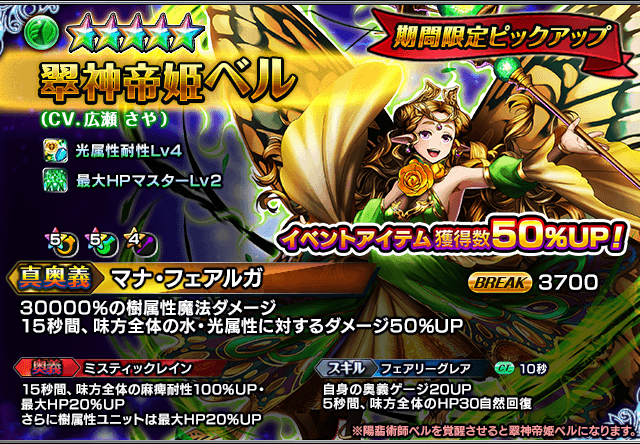 期間限定ピックアップ
翠神帝姫ベル
(CV.広瀬 さや)
光属性耐性Lv4
最大HPマスターLv2
5 5 4
イベントアイテム 獲得数50%UP!
真奥義 マナ・フェアルガ
BREAK 3700
30000%の樹属性魔法ダメージ
15秒間、味方全体の水・光属性に対するダメージ50%UP
奥義 ミスティックレイン
15秒間、味方全体の麻痺耐性100%UP・
最大HP20%UP
さらに樹属性ユニットは最大HP20%UP
スキル フェアリーグレア CT 10秒
自身の奥義ゲージ20UP
5秒間、味方全体のHP30自然回復
※陽翡術師ベルを覚醒させると翠神帝姫ベルになります。